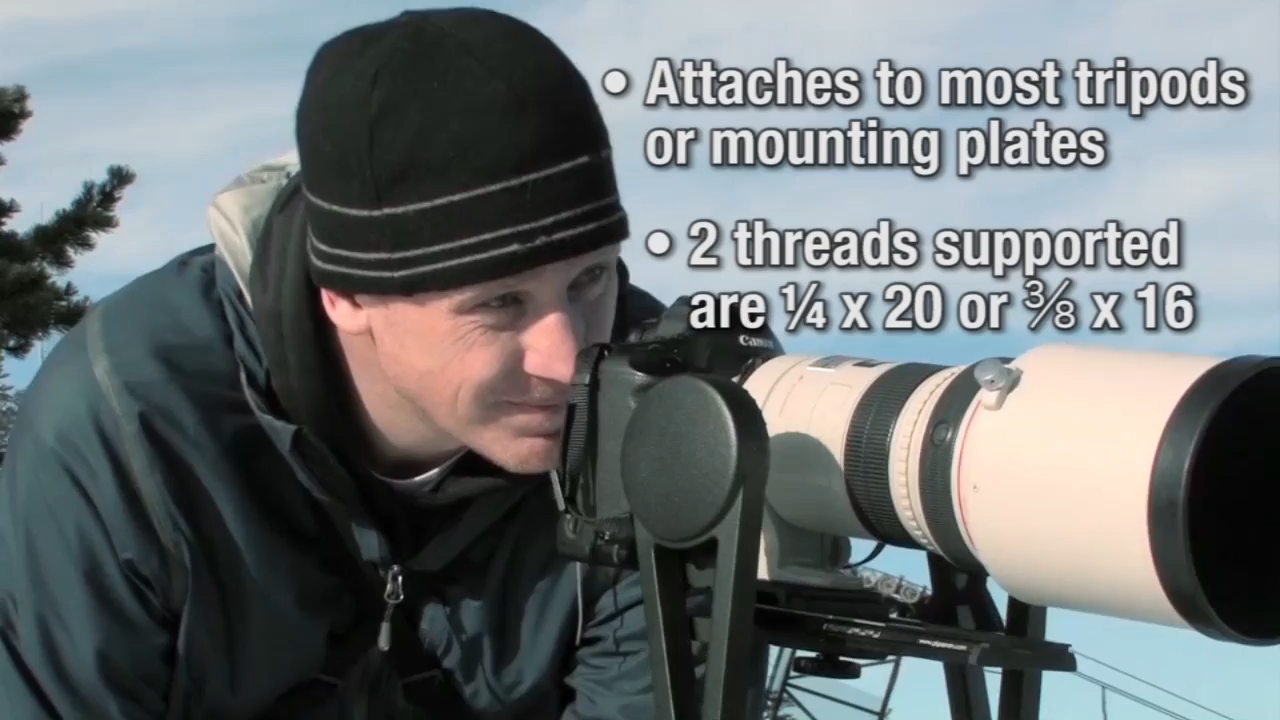 • Attaches to most tripods
or mounting plates
• 2 threads supported
are ¼ x 20 or ⅜ x 16
Canon